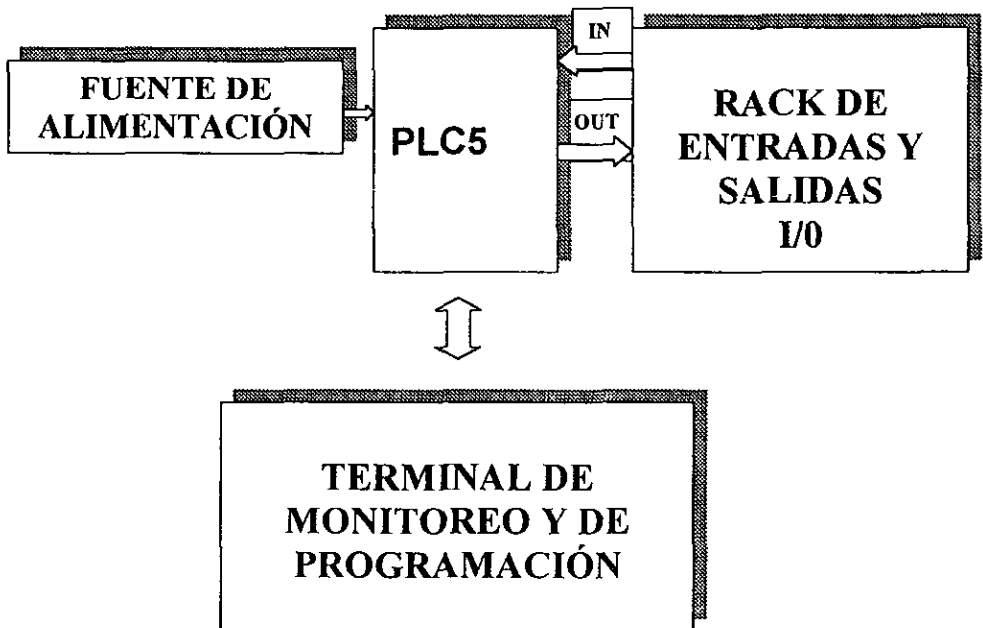 FUENTE DE
ALIMENTACIÓN
PLC5
IN
OUT
RACK DE
ENTRADAS Y
SALIDAS
I/0
TERMINAL DE
MONITOREO Y DE
PROGRAMACIÓN